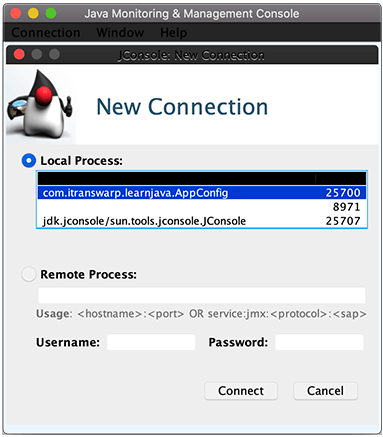 Java Monitoring & Management Console
Connection Window Help
JConsole: New Connection
New Connection
Local Process:
com.itranswarp.learnjava.AppConfig 25700
8971
jdk.jconsole/sun.tools.jconsole.JConsole 25707
Remote Process:
Usage: <hostname>:<port> OR service:jmx:<protocol>:<sap>
Username: Password:
Connect Cancel